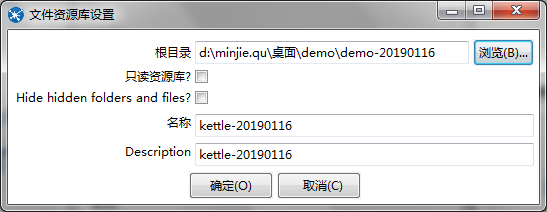 文件资源库设置
根目录 d:\minjie.qu\桌面\demo\demo-20190116 浏览(B)...
只读资源库?
Hide hidden folders and files?
名称 kettle-20190116
Description kettle-20190116
确定(O) 取消(C)